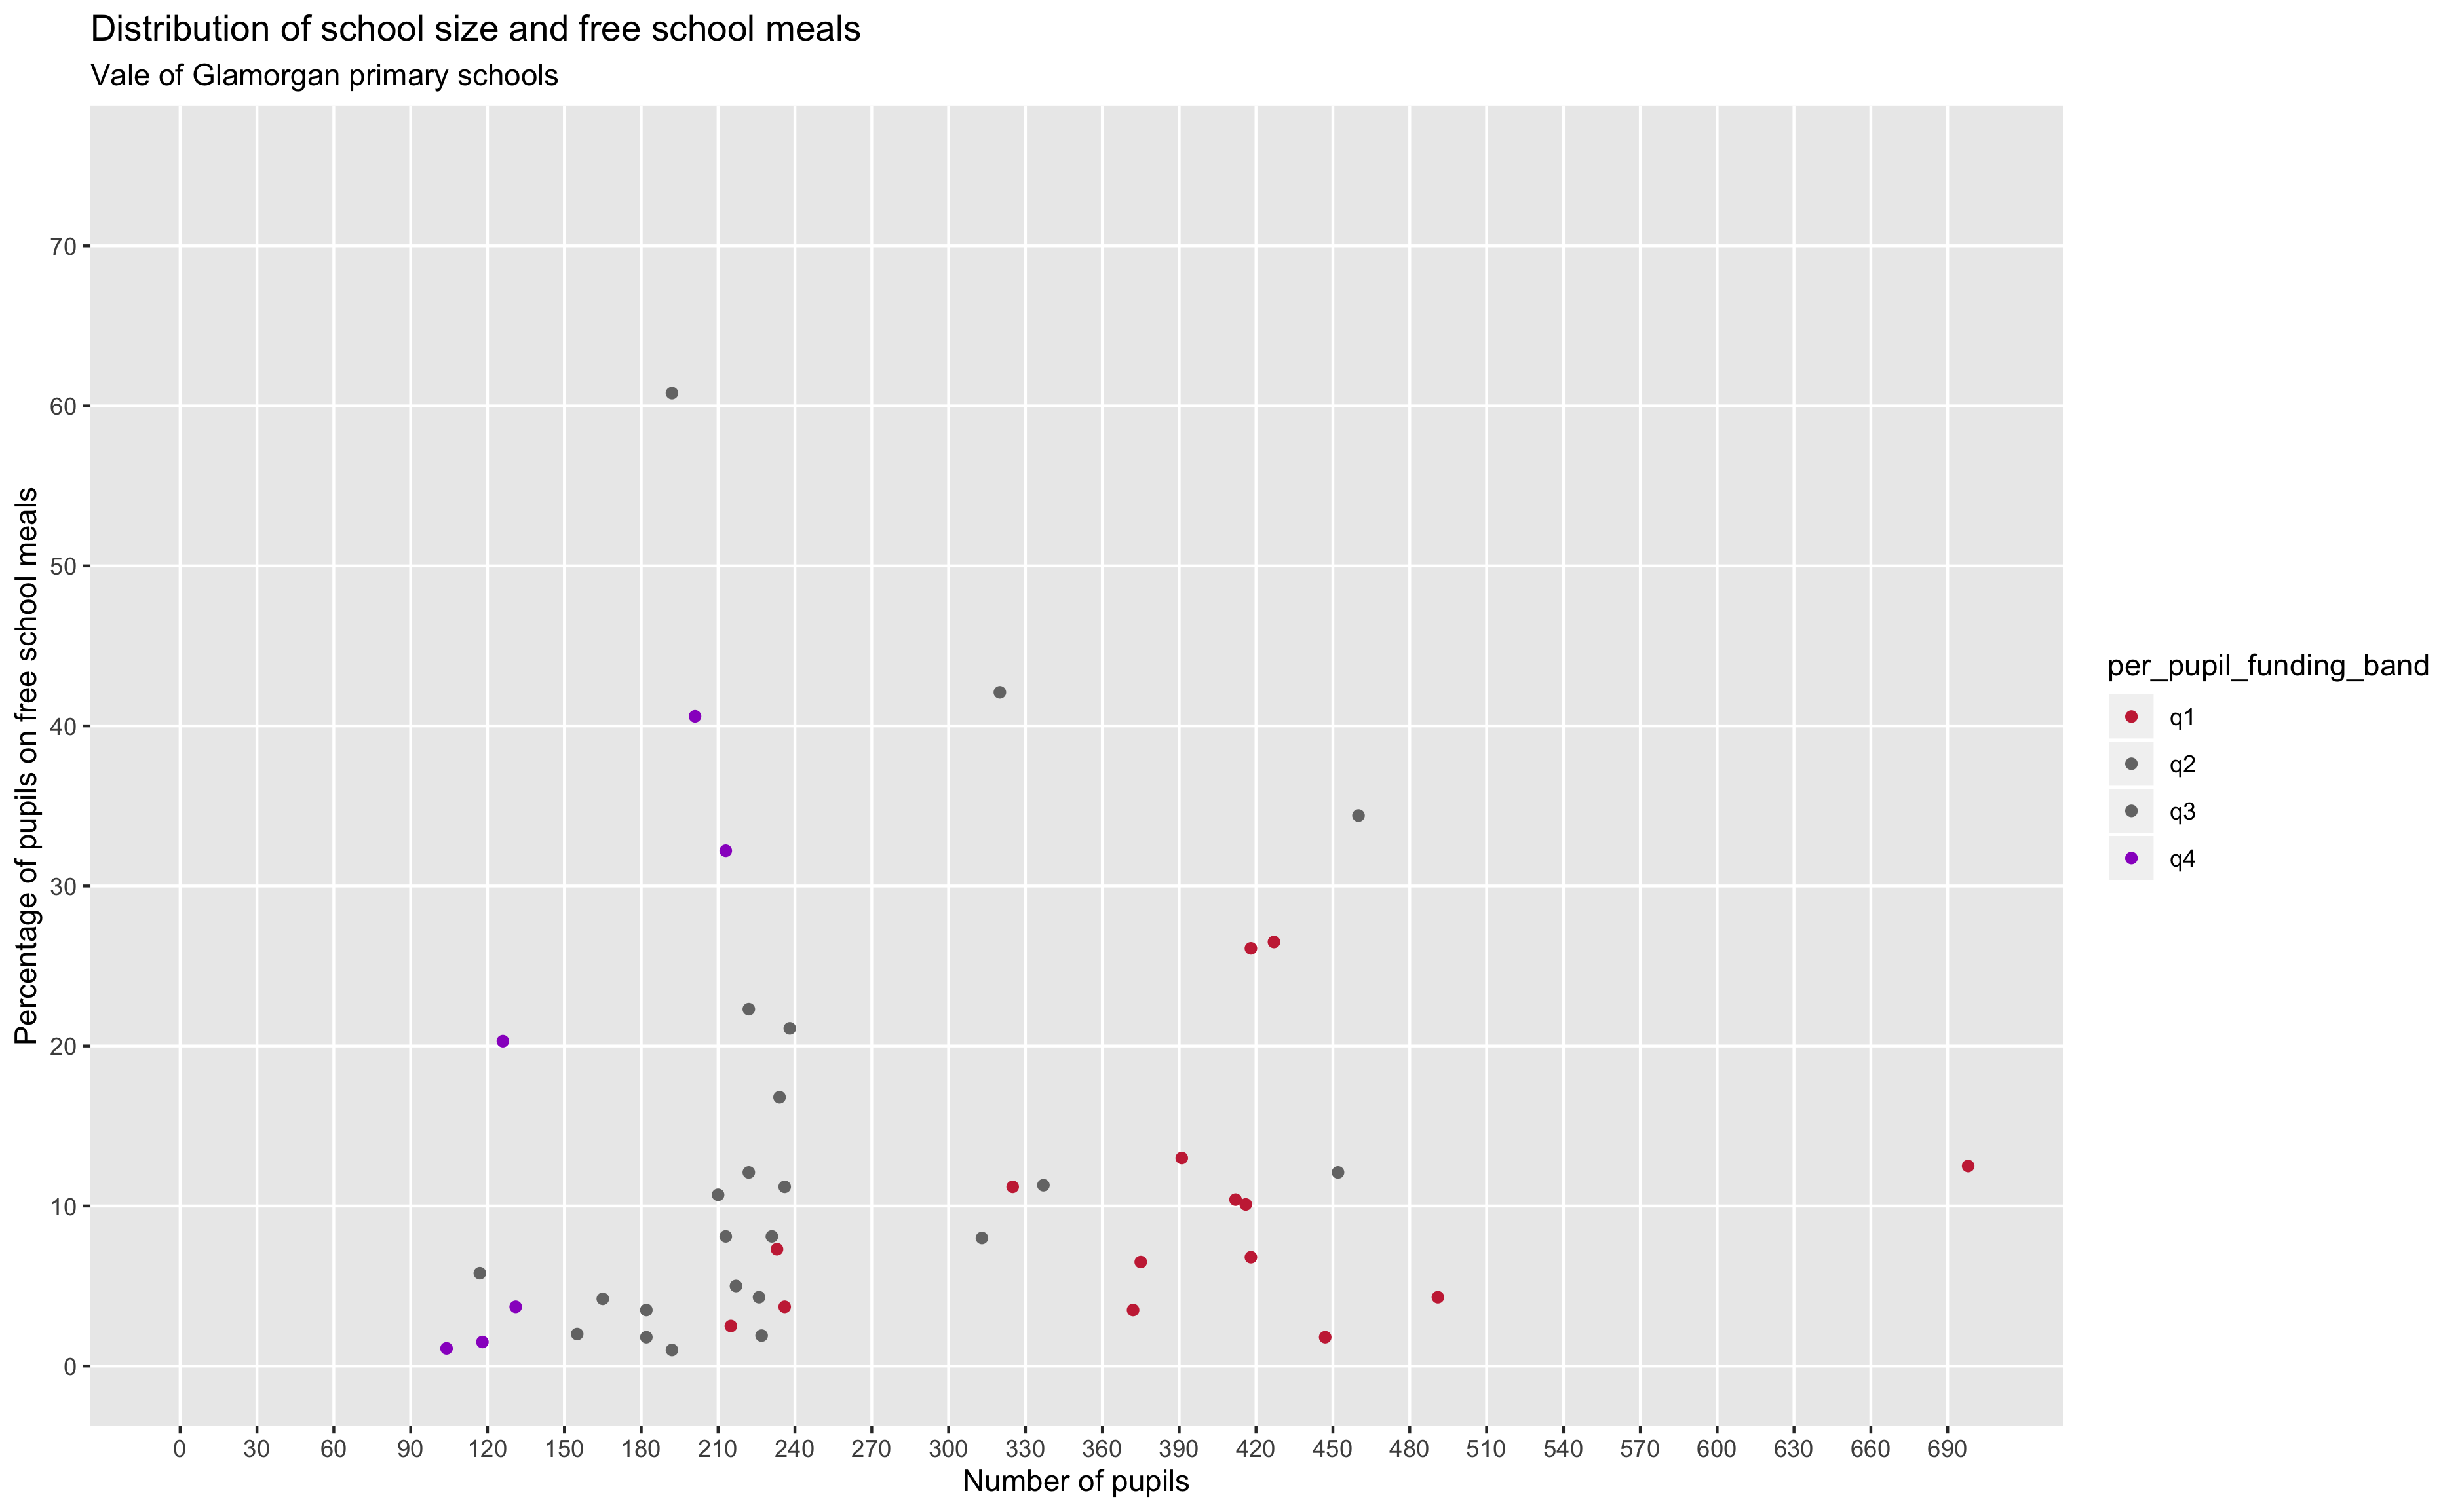 Distribution of school size and free school meals
Vale of Glamorgan primary schools
Percentage of pupils on free school meals
70
60
50
40
30
20
10
0
0 30 60 90 120 150 180 210 240 270 300 330 360 390 420 450 480 510 540 570 600 630 660 690
Number of pupils
per_pupil_funding_band
q1
q2
q3
q4